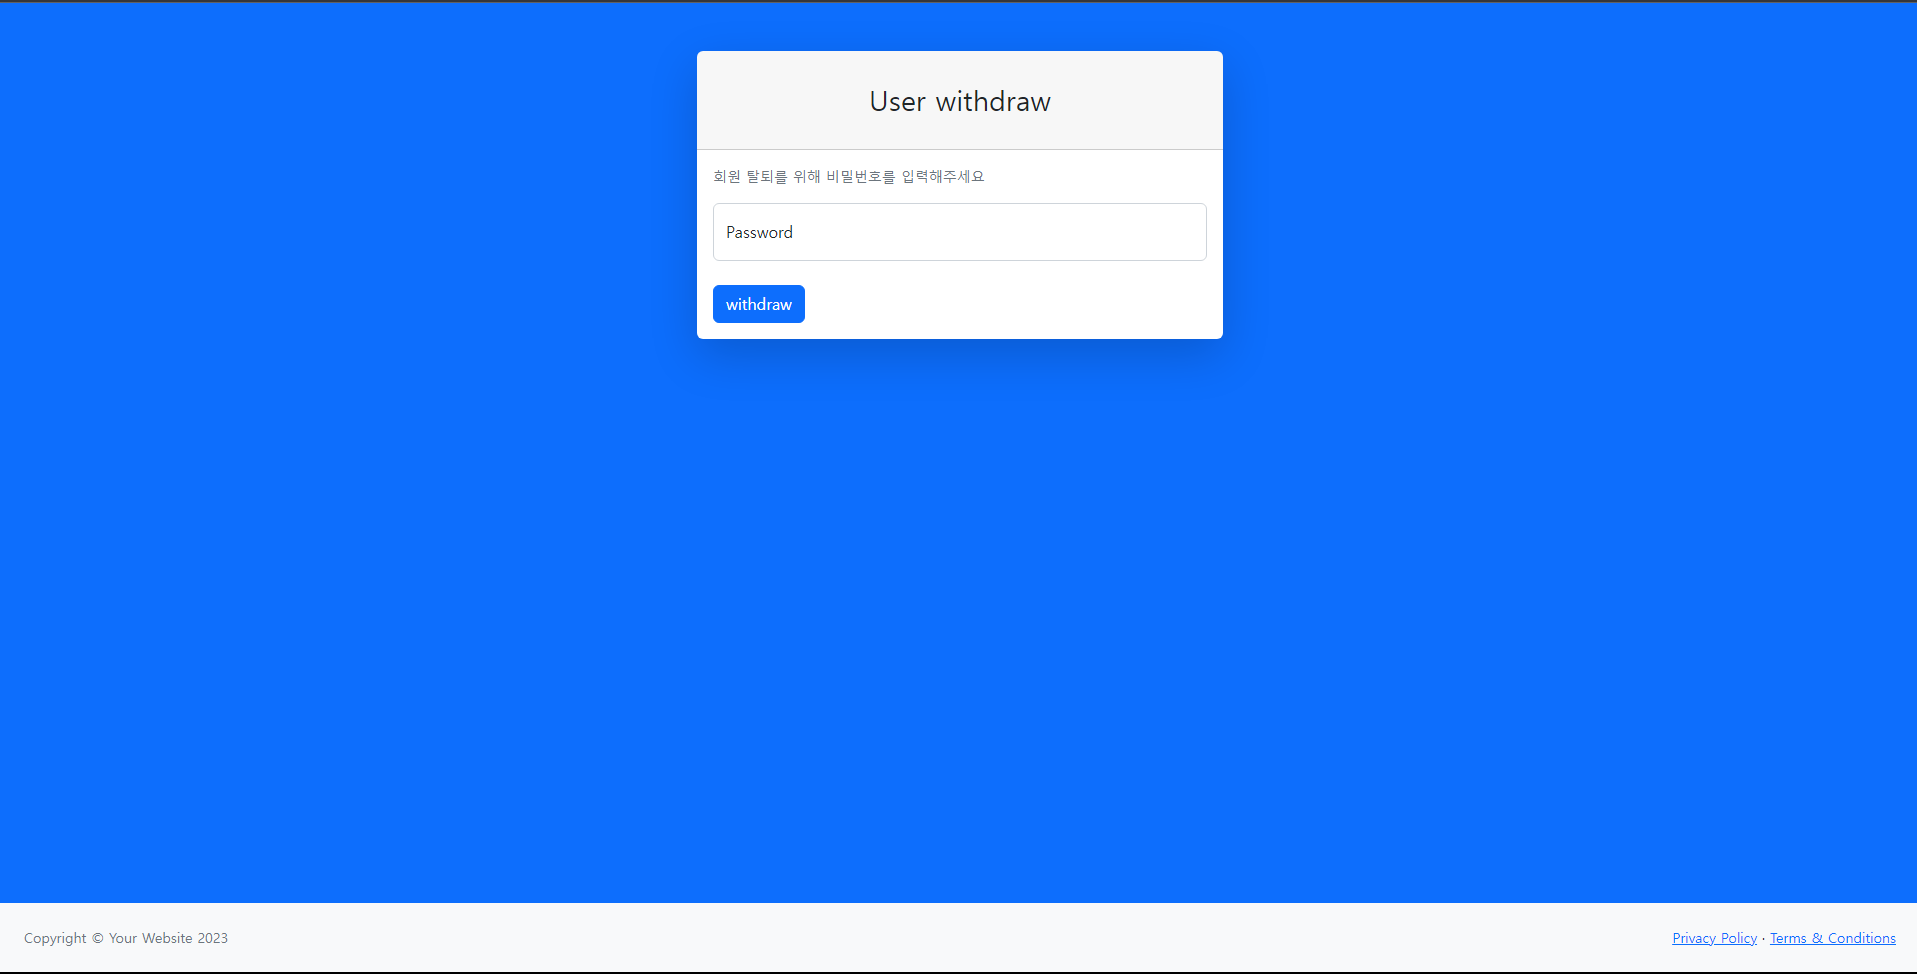 User withdraw
회원 탈퇴를 위해 비밀번호를 입력해주세요
Password
withdraw
Copyright © Your Website 2023
Privacy Policy · Terms & Conditions